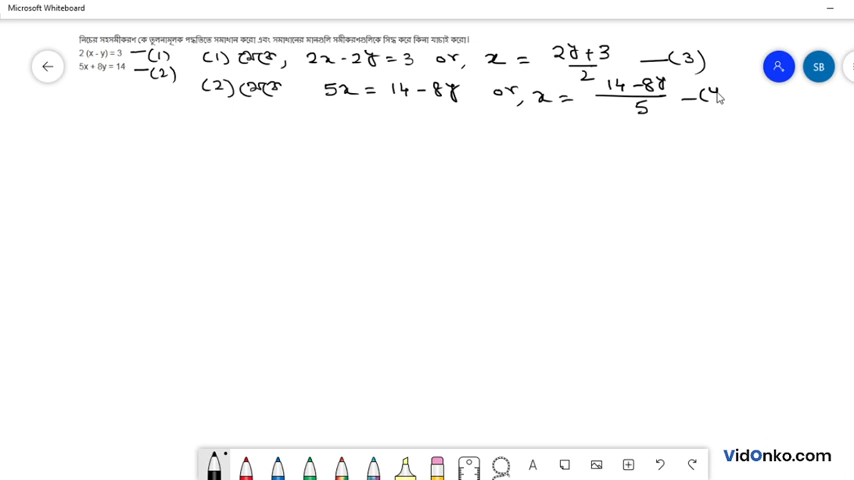 Microsoft Whiteboard
নিচের সহসমীকরণ কে তুলনামূলক পদ্ধতিতে সমাধান করো এবং সমাধানের মানগুলি সমীকরণগুলিকে সিদ্ধ করে কিনা যাচাই করো।
2 (x - y) = 3 —(1) (1) থেকে, 2x - 2y = 3 or, x = (2y + 3)/2 —(3)
5x + 8y = 14 —(2) (2) থেকে 5x = 14 - 8y or, x = (14 - 8y)/5 —(4
SB
A
VidOnko.com